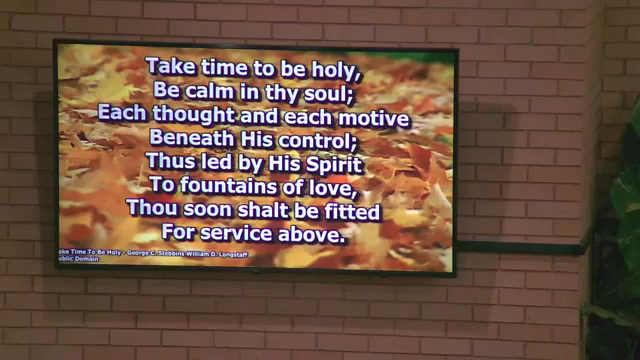 Take time to be holy,
Be calm in thy soul;
Each thought and each motive
Beneath His control;
Thus led by His Spirit
To fountains of love,
Thou soon shalt be fitted
For service above.
ake Time To Be Holy - George C. Stebbins William D. Longstaff
ublic Domain